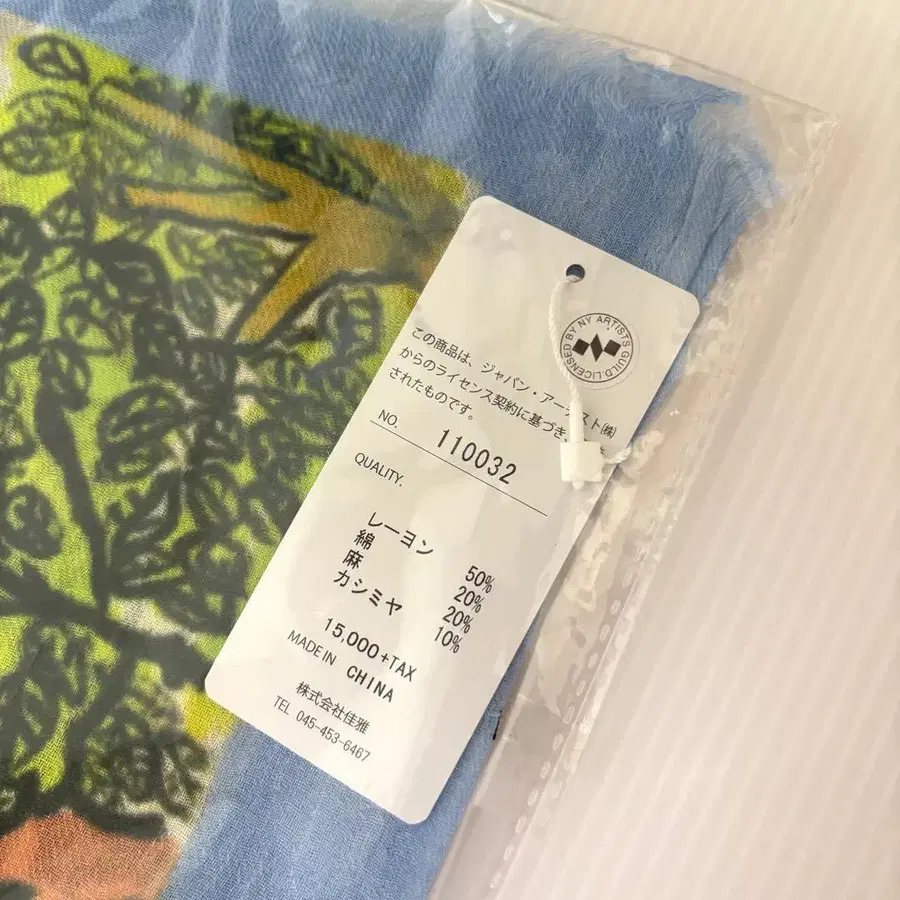 LICENSED BY NY ARTISTS GUILD.
この商品は、ジャパン・アーティスト㈱
からのライセンス契約に基づき
されたものです。
NO. 110032
QUALITY.
レーヨン 50%
綿 20%
麻 20%
カシミヤ 10%
15,000+TAX
MADE IN CHINA
株式会社佳雅
TEL 045-453-6467